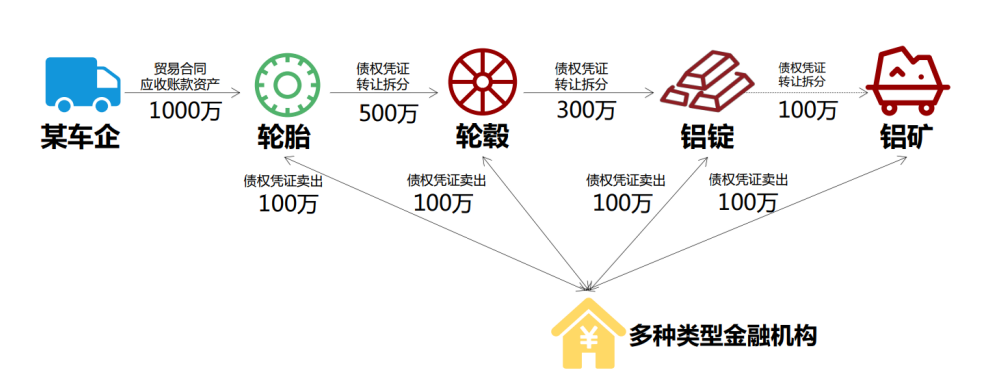 贸易合同
应收账款资产
1000万
债权凭证
转让拆分
500万
债权凭证
转让拆分
300万
债权凭证
转让拆分
100万
某车企
轮胎
轮毂
铝锭
铝矿
债权凭证卖出
100万
债权凭证卖出
100万
债权凭证卖出
100万
债权凭证卖出
100万
¥
多种类型金融机构